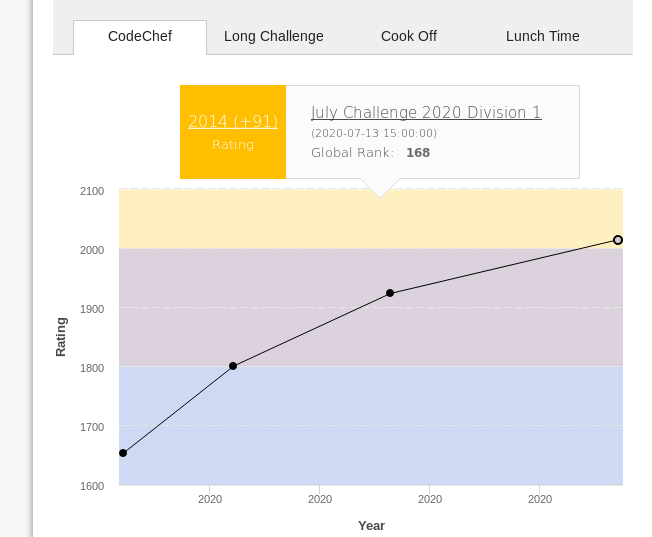 CodeChef Long Challenge Cook Off Lunch Time
2014 (+91)
Rating
July Challenge 2020 Division 1
(2020-07-13 15:00:00)
Global Rank: 168
2100
2000
1900
1800
1700
1600
Rating
2020 2020 2020 2020
Year